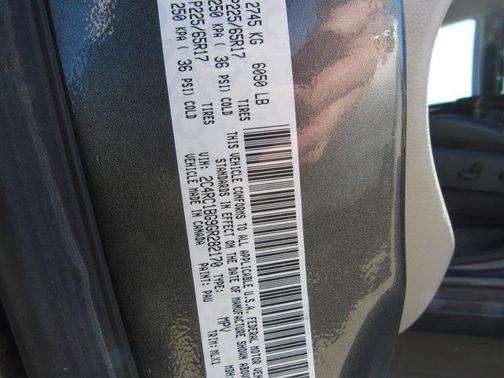 2745 KG 6050 LB
P225/65R17 TIRES
250 KPA ( 36 PSI) COLD
P225/65R17 TIRES
250 KPA ( 36 PSI) COLD
THIS VEHICLE CONFORMS TO ALL APPLICABLE U.S.A. FEDERAL MOTOR VEHICLE
STANDARDS IN EFFECT ON THE DATE OF MANUFACTURE SHOWN ABOVE
VIN: 2C4RC1BG9GR282170 TYPE: MPV
VEHICLE MADE IN CANADA PAINT: PAU TRIM: MLX1